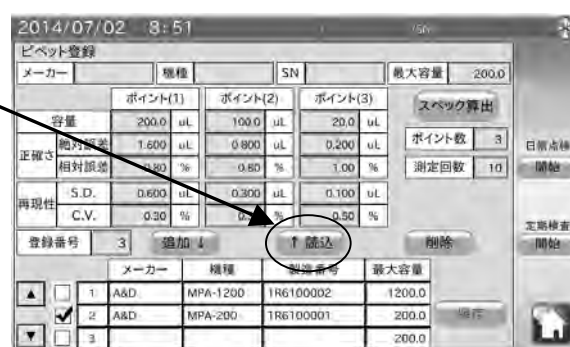 2014/07/02 8:51
ピペット登録
メーカー 機種 SN 最大容量 200.0
ポイント(1) ポイント(2) ポイント(3) スペック算出
容量 200.0 uL 100.0 uL 20.0 uL
正確さ 絶対誤差 1.600 uL 0.800 uL 0.200 uL ポイント数 3
相対誤差 0.80 % 0.80 % 1.00 % 測定回数 10
日常点検
開始
再現性 S.D. 0.600 uL 0.300 uL 0.100 uL
C.V. 0.30 % % 0.50 %
定期検査
開始
登録番号 3 追加 ↓ ↑ 読込 削除
メーカー 機種 製造番号 最大容量
▲ 1 A&D MPA-1200 1R6100002 1200.0
✓ 2 A&D MPA-200 1R6100001 200.0
▼ 3 200.0